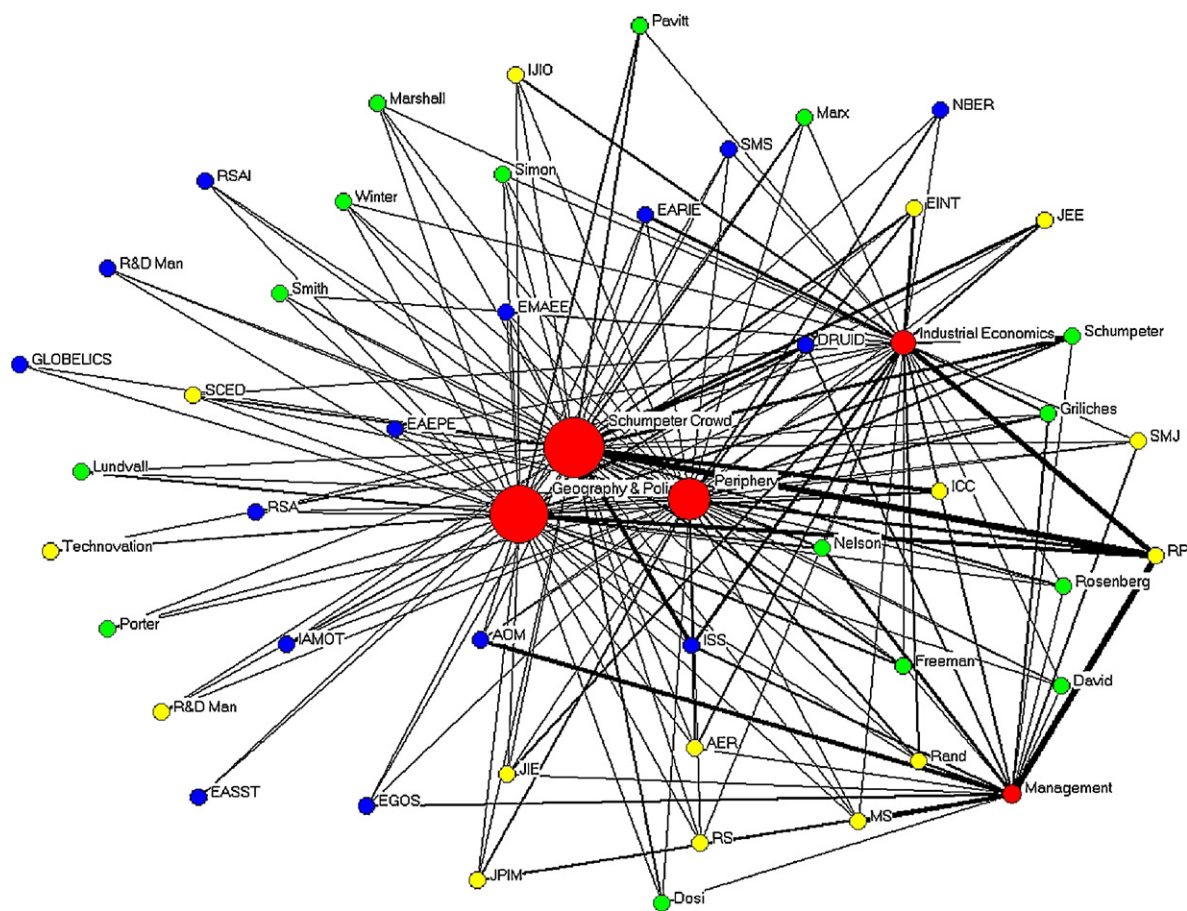 Pavitt
IJIO
Marshall
Marx
NBER
SMS
Simon
RSAI
Winter
EARIE
EINT
JEE
R&D Man
Smith
EMAEE
DRUID
Industrial Economics
Schumpeter
GLOBELICS
SCED
Griliches
EAEPE
Schumpeter Crowd
SMJ
Lundvall
Geography & Poli
Periphery
ICC
RSA
Technovation
Nelson
RP
Rosenberg
Porter
IAMOT
AOM
ISS
Freeman
David
R&D Man
AER
Rand
JIE
Management
EASST
EGOS
MS
RS
JPIM
Dosi